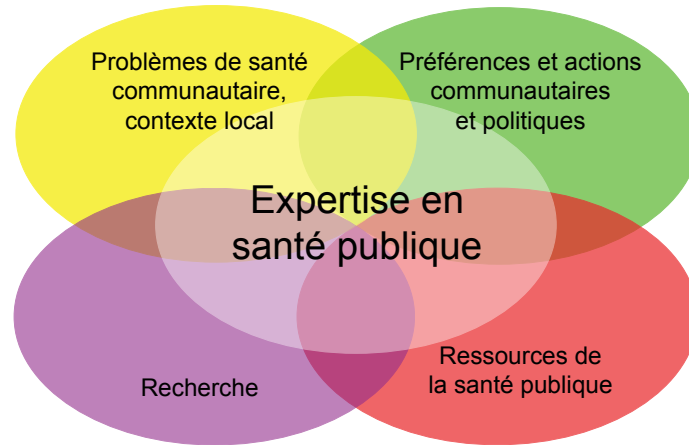 Problèmes de santé
communautaire,
contexte local
Préférences et actions
communautaires
et politiques
Expertise en
santé publique
Recherche
Ressources de
la santé publique